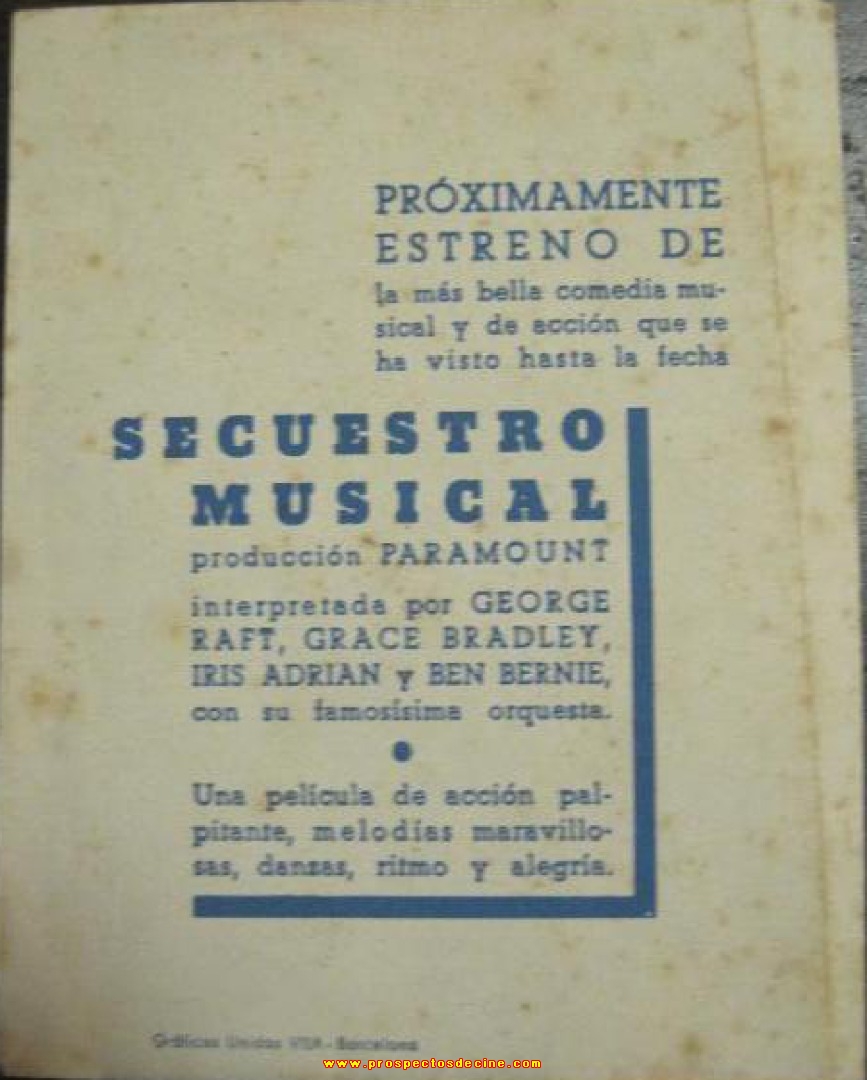 PRÓXIMAMENTE
ESTRENO DE
la más bella comedia mu-
sical y de acción que se
ha visto hasta la fecha
SECUESTRO
MUSICAL
producción PARAMOUNT
interpretada por GEORGE
RAFT, GRACE BRADLEY,
IRIS ADRIAN y BEN BERNIE,
con su famosísima orquesta.
Una película de acción pal-
pitante, melodías maravillo-
sas, danzas, ritmo y alegría.
Gráficas Unidas - Barcelona
www.prospectosdecine.com